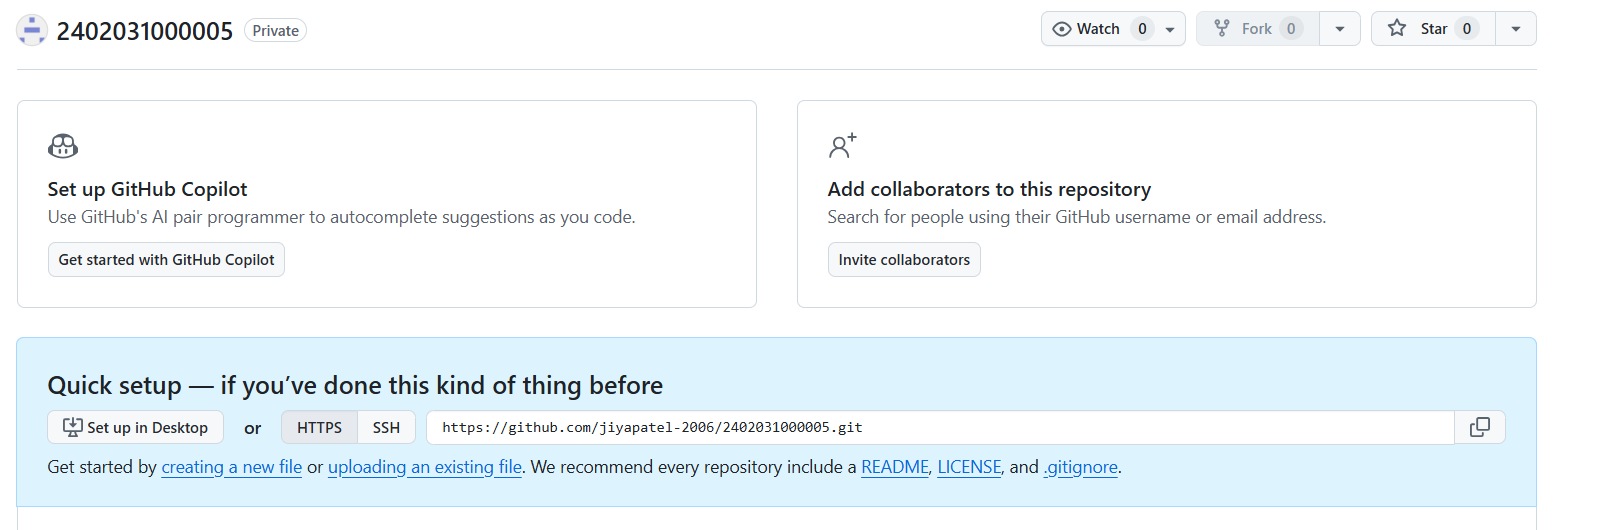 2402031000005 Private Watch 0 Fork 0 Star 0
Set up GitHub Copilot
Use GitHub's AI pair programmer to autocomplete suggestions as you code.
Get started with GitHub Copilot
Add collaborators to this repository
Search for people using their GitHub username or email address.
Invite collaborators
Quick setup — if you’ve done this kind of thing before
Set up in Desktop or HTTPS SSH https://github.com/jiyapatel-2006/2402031000005.git
Get started by creating a new file or uploading an existing file. We recommend every repository include a README, LICENSE, and .gitignore.